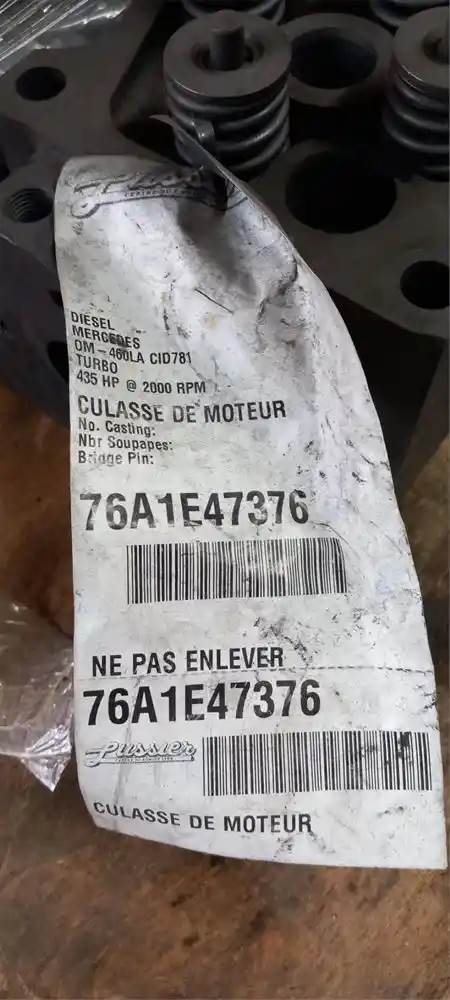 DIESEL
MERCEDES
OM-460LA CID781
TURBO
435 HP @ 2000 RPM
CULASSE DE MOTEUR
No. Casting:
Nbr Soupapes:
Bridge Pin:
76A1E47376
NE PAS ENLEVER
76A1E47376
Lussier
CULASSE DE MOTEUR